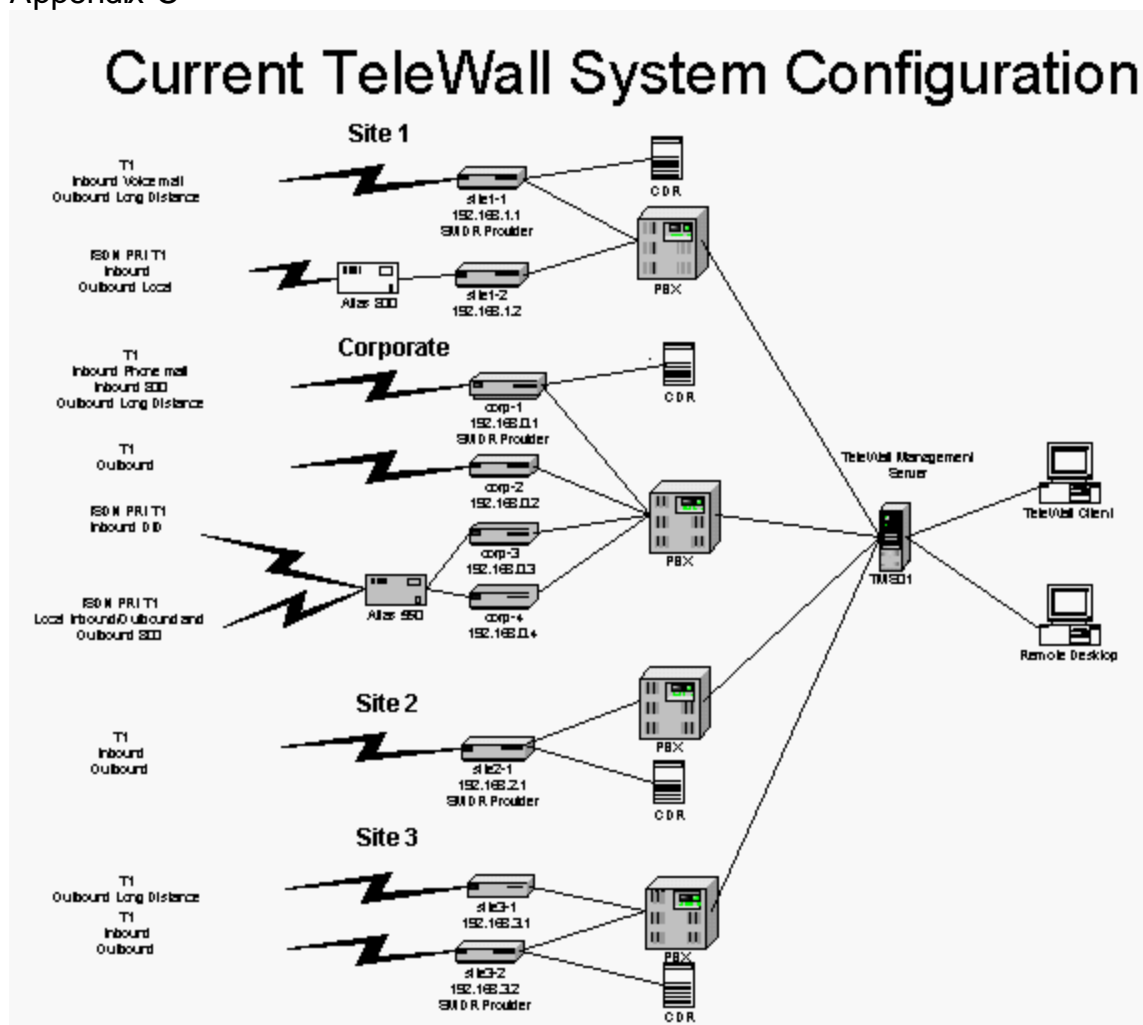 Appendix C
Current TeleWall System Configuration
Site 1
T1
Inbound Voice mail
Outbound Long Distance
site1-1
192.168.1.1
SMDR Provider
CDR
PBX
ISDN PRI T1
Inbound
Outbound Local
Atlas 800
site1-2
192.168.1.2
Corporate
T1
Inbound Phone mail
Inbound 800
Outbound Long Distance
corp-1
192.168.0.1
SMDR Provider
CDR
T1
Outbound
corp-2
192.168.0.2
ISDN PRI T1
Inbound DID
corp-3
192.168.0.3
ISDN PRI T1
Local Inbound/Outbound and
Outbound 800
Atlas 550
corp-4
192.168.0.4
PBX
TeleWall Management
Server
TMS01
TeleWall Client
Remote Desktop
Site 2
T1
Inbound
Outbound
site2-1
192.168.2.1
SMDR Provider
PBX
CDR
Site 3
T1
Outbound Long Distance
T1
Inbound
Outbound
site3-1
192.168.3.1
site3-2
192.168.3.2
SMDR Provider
PBX
CDR